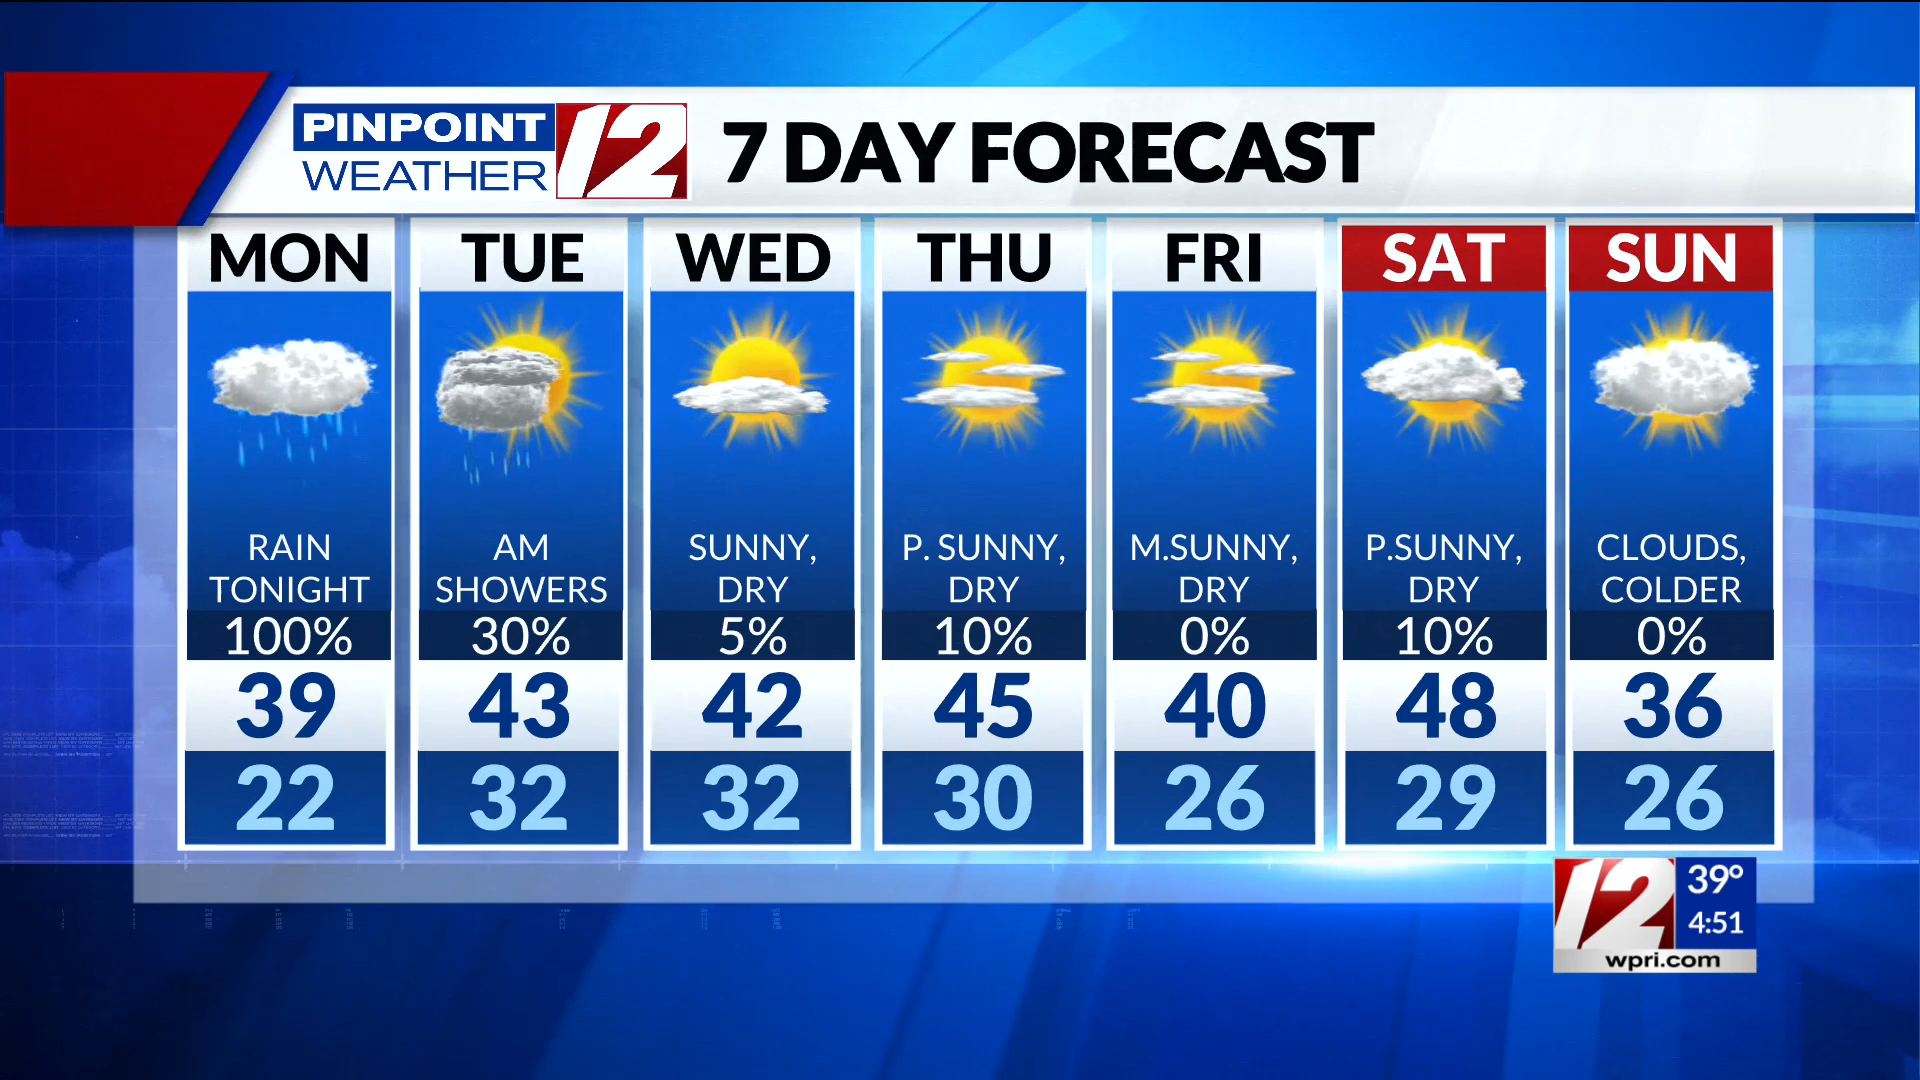 PINPOINT
WEATHER 12
7 DAY FORECAST
MON TUE WED THU FRI SAT SUN
RAIN TONIGHT
AM SHOWERS
SUNNY, DRY
P. SUNNY, DRY
M.SUNNY, DRY
P.SUNNY, DRY
CLOUDS, COLDER
100% 30% 5% 10% 0% 10% 0%
39 43 42 45 40 48 36
22 32 32 30 26 29 26
12
39°
4:51
wpri.com